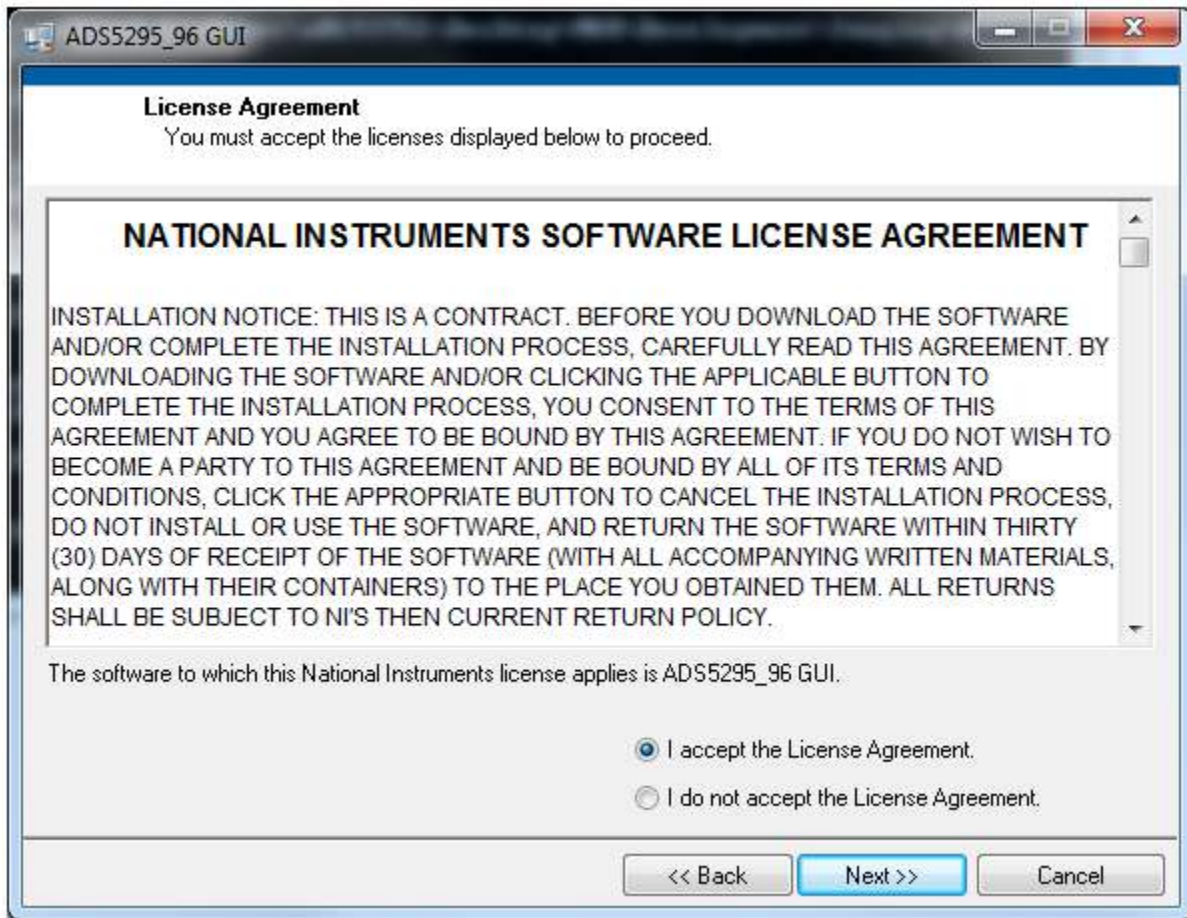 ADS5295_96 GUI
License Agreement
You must accept the licenses displayed below to proceed.
NATIONAL INSTRUMENTS SOFTWARE LICENSE AGREEMENT
INSTALLATION NOTICE: THIS IS A CONTRACT. BEFORE YOU DOWNLOAD THE SOFTWARE
AND/OR COMPLETE THE INSTALLATION PROCESS, CAREFULLY READ THIS AGREEMENT. BY
DOWNLOADING THE SOFTWARE AND/OR CLICKING THE APPLICABLE BUTTON TO
COMPLETE THE INSTALLATION PROCESS, YOU CONSENT TO THE TERMS OF THIS
AGREEMENT AND YOU AGREE TO BE BOUND BY THIS AGREEMENT. IF YOU DO NOT WISH TO
BECOME A PARTY TO THIS AGREEMENT AND BE BOUND BY ALL OF ITS TERMS AND
CONDITIONS, CLICK THE APPROPRIATE BUTTON TO CANCEL THE INSTALLATION PROCESS,
DO NOT INSTALL OR USE THE SOFTWARE, AND RETURN THE SOFTWARE WITHIN THIRTY
(30) DAYS OF RECEIPT OF THE SOFTWARE (WITH ALL ACCOMPANYING WRITTEN MATERIALS,
ALONG WITH THEIR CONTAINERS) TO THE PLACE YOU OBTAINED THEM. ALL RETURNS
SHALL BE SUBJECT TO NI'S THEN CURRENT RETURN POLICY.
The software to which this National Instruments license applies is ADS5295_96 GUI.
I accept the License Agreement.
I do not accept the License Agreement.
<< Back Next >> Cancel